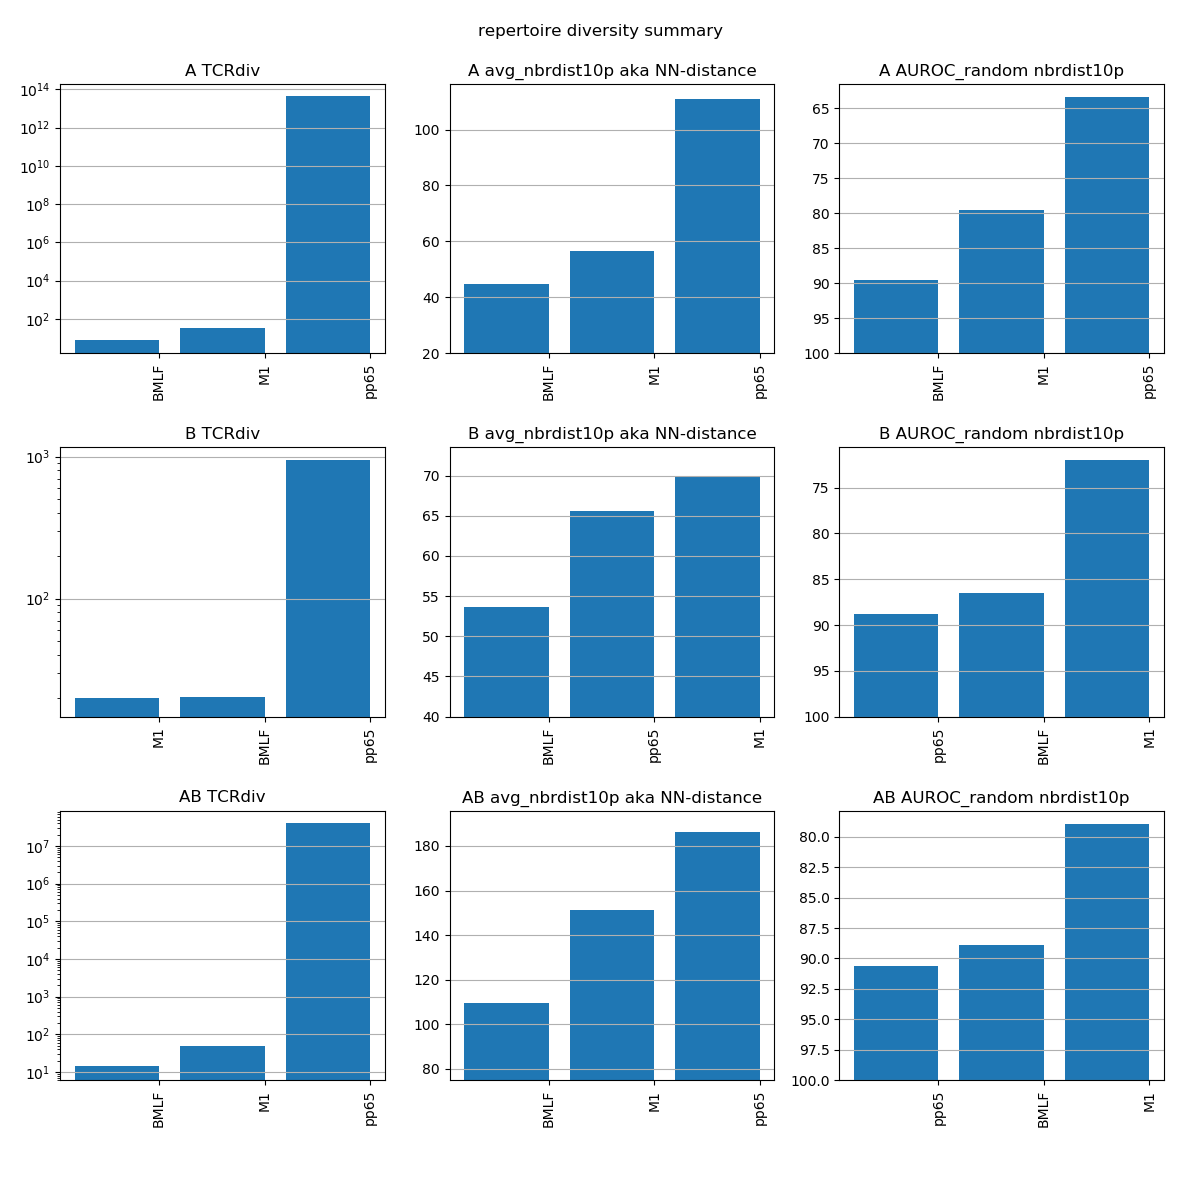 repertoire diversity summary
A TCRdiv
A avg_nbrdist10p aka NN-distance
A AUROC_random nbrdist10p
10^14
10^12
10^10
10^8
10^6
10^4
10^2
BMLF
M1
pp65
100
80
60
40
20
BMLF
M1
pp65
65
70
75
80
85
90
95
100
BMLF
M1
pp65
B TCRdiv
B avg_nbrdist10p aka NN-distance
B AUROC_random nbrdist10p
10^3
10^2
M1
BMLF
pp65
70
65
60
55
50
45
40
BMLF
pp65
M1
75
80
85
90
95
100
pp65
BMLF
M1
AB TCRdiv
AB avg_nbrdist10p aka NN-distance
AB AUROC_random nbrdist10p
10^7
10^6
10^5
10^4
10^3
10^2
10^1
BMLF
M1
pp65
180
160
140
120
100
80
BMLF
M1
pp65
80.0
82.5
85.0
87.5
90.0
92.5
95.0
97.5
100.0
pp65
BMLF
M1